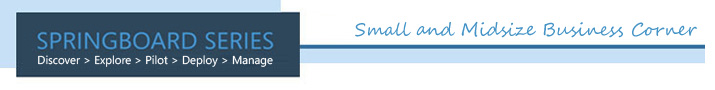 SPRINGBOARD SERIES
Discover > Explore > Pilot > Deploy > Manage
Small and Midsize Business Corner